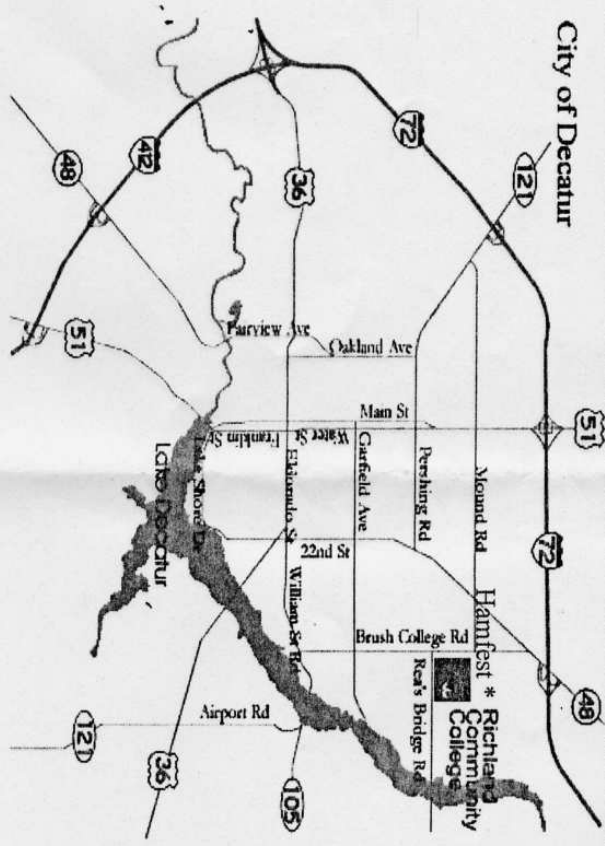 City of Decatur
72
121
48
42
36
51
51
Fairview Ave
Oakland Ave
Main St
Water St
Franklin St
Garfield Ave
Pershing Rd
Mound Rd
72
Lake Shore Dr
Lake Decatur
Eldorado St
22nd St
William St Rd
Brush College Rd
Hamfest *
Richland
Community
College
48
Rea's Bridge Rd
Airport Rd
121
36
105